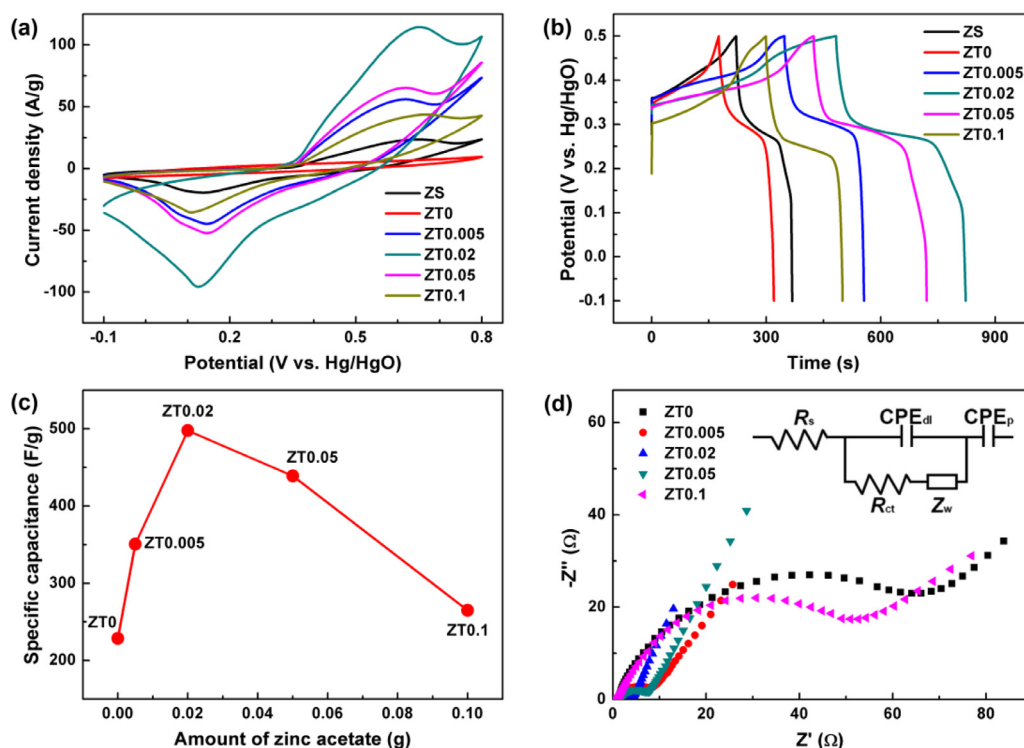 (a)
Current density (A/g)
100
50
0
-50
-100
ZS
ZT0
ZT0.005
ZT0.02
ZT0.05
ZT0.1
-0.1
0.2
0.5
0.8
Potential (V vs. Hg/HgO)
(b)
Potential (V vs. Hg/HgO)
0.5
0.4
0.3
0.2
0.1
0.0
-0.1
ZS
ZT0
ZT0.005
ZT0.02
ZT0.05
ZT0.1
0
300
600
900
Time (s)
(c)
Specific capacitance (F/g)
500
400
300
200
ZT0
ZT0.005
ZT0.02
ZT0.05
ZT0.1
0.00
0.02
0.04
0.06
0.08
0.10
Amount of zinc acetate (g)
(d)
-Z'' (Ω)
-60
-40
20
0
ZT0
ZT0.005
ZT0.02
ZT0.05
ZT0.1
Rs
CPEdl
CPEp
Rct
Zw
0
20
40
60
80
Z' (Ω)